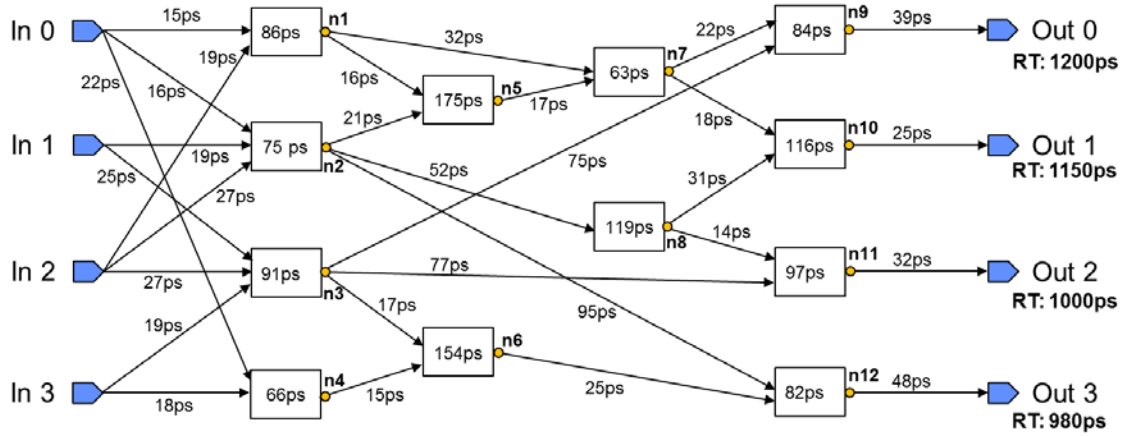 In 0
15ps
86ps
n1
32ps
22ps
84ps
n9
39ps
Out 0
RT: 1200ps
19ps
22ps
16ps
16ps
63ps
n7
175ps
n5
17ps
21ps
18ps
In 1
19ps
75 ps
n2
75ps
116ps
n10
25ps
Out 1
RT: 1150ps
25ps
27ps
52ps
31ps
119ps
n8
14ps
In 2
27ps
91ps
n3
77ps
97ps
n11
32ps
Out 2
RT: 1000ps
19ps
17ps
95ps
154ps
n6
25ps
In 3
18ps
66ps
n4
15ps
82ps
n12
48ps
Out 3
RT: 980ps